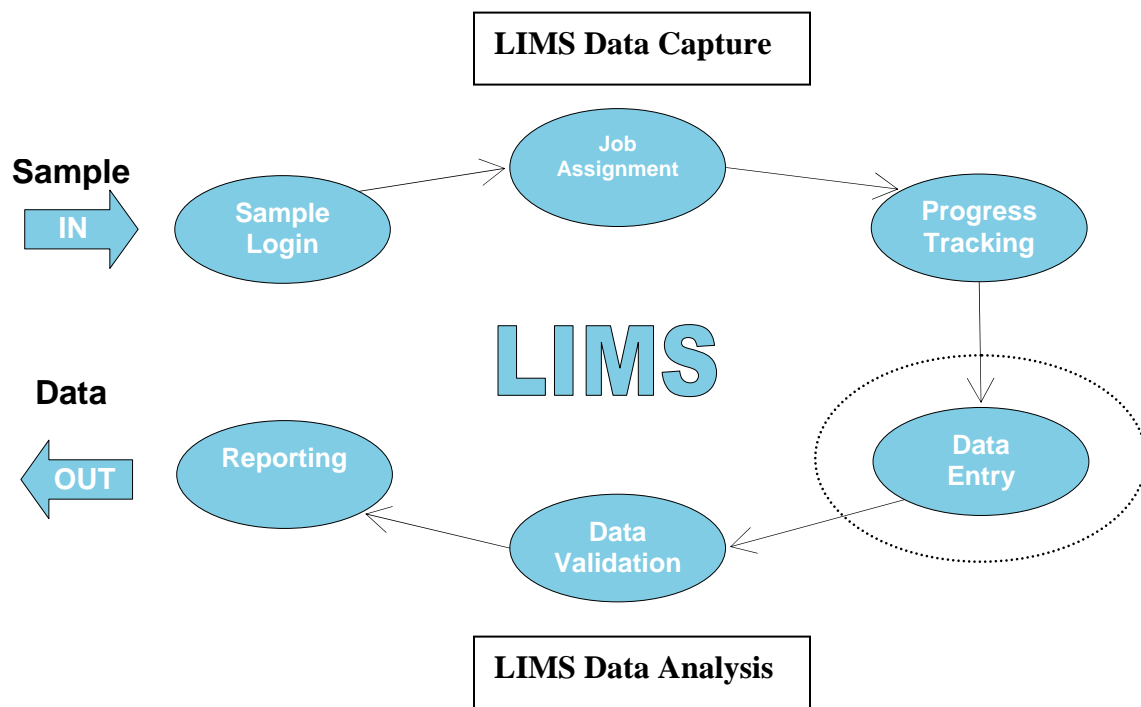 LIMS Data Capture
Job
Assignment
Sample
IN
Sample
Login
Progress
Tracking
LIMS
Data
OUT
Reporting
Data
Entry
Data
Validation
LIMS Data Analysis